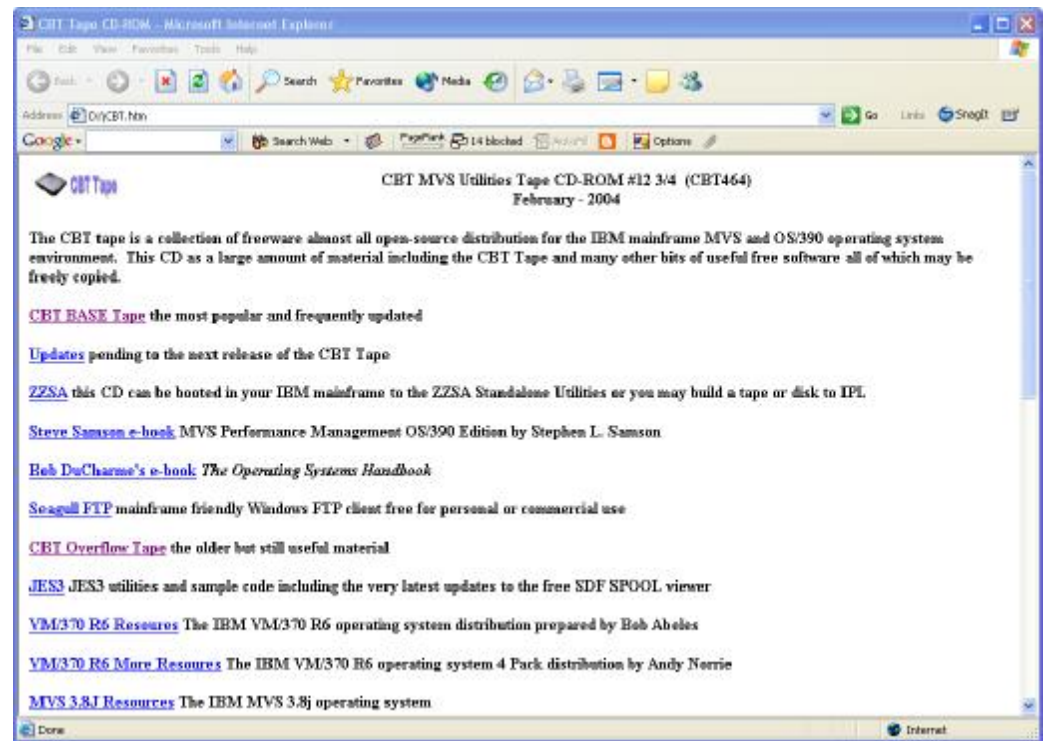 CBT Tape CD-ROM - Microsoft Internet Explorer
File Edit View Favorites Tools Help
Back Search Favorites Media
Address D:\CBT.htm Go Links SnagIt
Google Search Web PageRank 14 blocked AutoFill Options
CBT Tape
CBT MVS Utilities Tape CD-ROM #12 3/4 (CBT464)
February - 2004
The CBT tape is a collection of freeware almost all open-source distribution for the IBM mainframe MVS and OS/390 operating system
environment. This CD as a large amount of material including the CBT Tape and many other bits of useful free software all of which may be
freely copied.
CBT BASE Tape the most popular and frequently updated
Updates pending to the next release of the CBT Tape
ZZSA this CD can be booted in your IBM mainframe to the ZZSA Standalone Utilities or you may build a tape or disk to IPL
Steve Samson e-book MVS Performance Management OS/390 Edition by Stephen L. Samson
Bob DuCharme's e-book The Operating Systems Handbook
Seagull FTP mainframe friendly Windows FTP client free for personal or commercial use
CBT Overflow Tape the older but still useful material
JES3 JES3 utilities and sample code including the very latest updates to the free SDF SPOOL viewer
VM/370 R6 Resoures The IBM VM/370 R6 operating system distribution prepared by Bob Abeles
VM/370 R6 More Resoures The IBM VM/370 R6 operating system 4 Pack distribution by Andy Norrie
MVS 3.8J Resources The IBM MVS 3.8j operating system
Done Internet